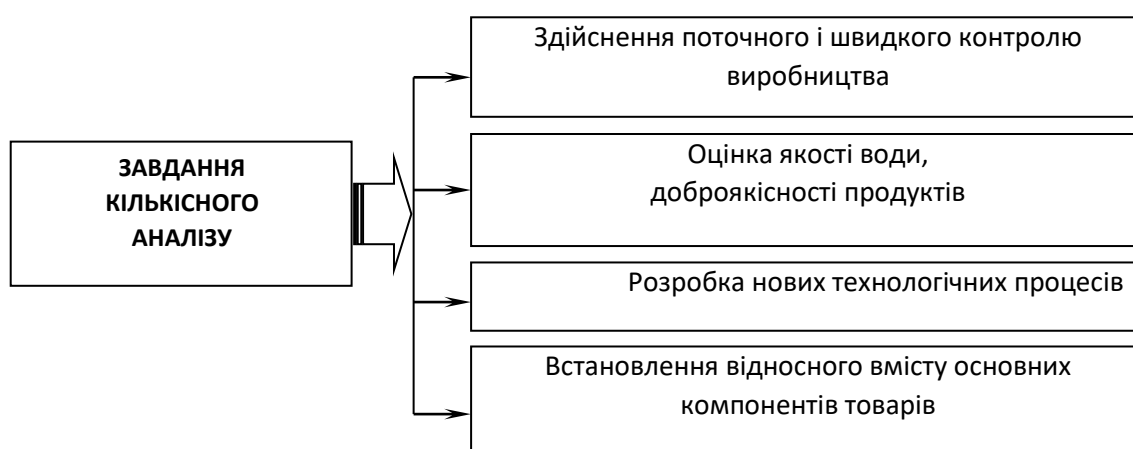 Здійснення поточного і швидкого контролю
виробництва
ЗАВДАННЯ
КІЛЬКІСНОГО
АНАЛІЗУ
Оцінка якості води,
доброякісності продуктів
Розробка нових технологічних процесів
Встановлення відносного вмісту основних
компонентів товарів